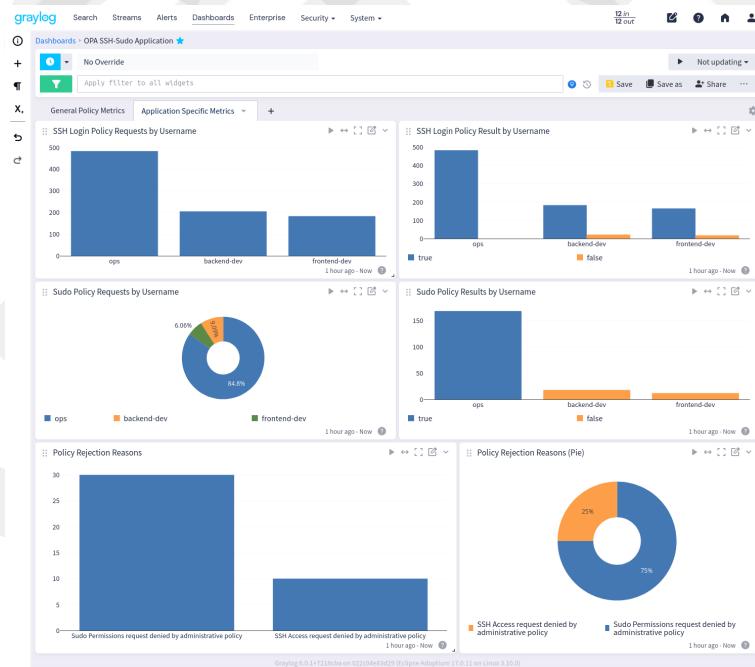 graylog
Search Streams Alerts Dashboards Enterprise Security System
12 in
12 out
Dashboards › OPA SSH-Sudo Application
No Override
Not updating
Apply filter to all widgets
Save Save as Share ...
General Policy Metrics Application Specific Metrics +
SSH Login Policy Requests by Username
500
400
300
200
100
0
ops backend-dev frontend-dev
1 hour ago - Now
SSH Login Policy Result by Username
500
400
300
200
100
0
ops backend-dev frontend-dev
true false
1 hour ago - Now
Sudo Policy Requests by Username
6.06%
9.09%
84.8%
ops backend-dev frontend-dev
1 hour ago - Now
Sudo Policy Results by Username
150
100
50
0
ops backend-dev frontend-dev
true false
1 hour ago - Now
Policy Rejection Reasons
30
25
20
15
10
5
0
Sudo Permissions request denied by administrative policy SSH Access request denied by administrative policy
1 hour ago - Now
Policy Rejection Reasons (Pie)
25%
75%
SSH Access request denied by administrative policy
Sudo Permissions request denied by administrative policy
1 hour ago - Now